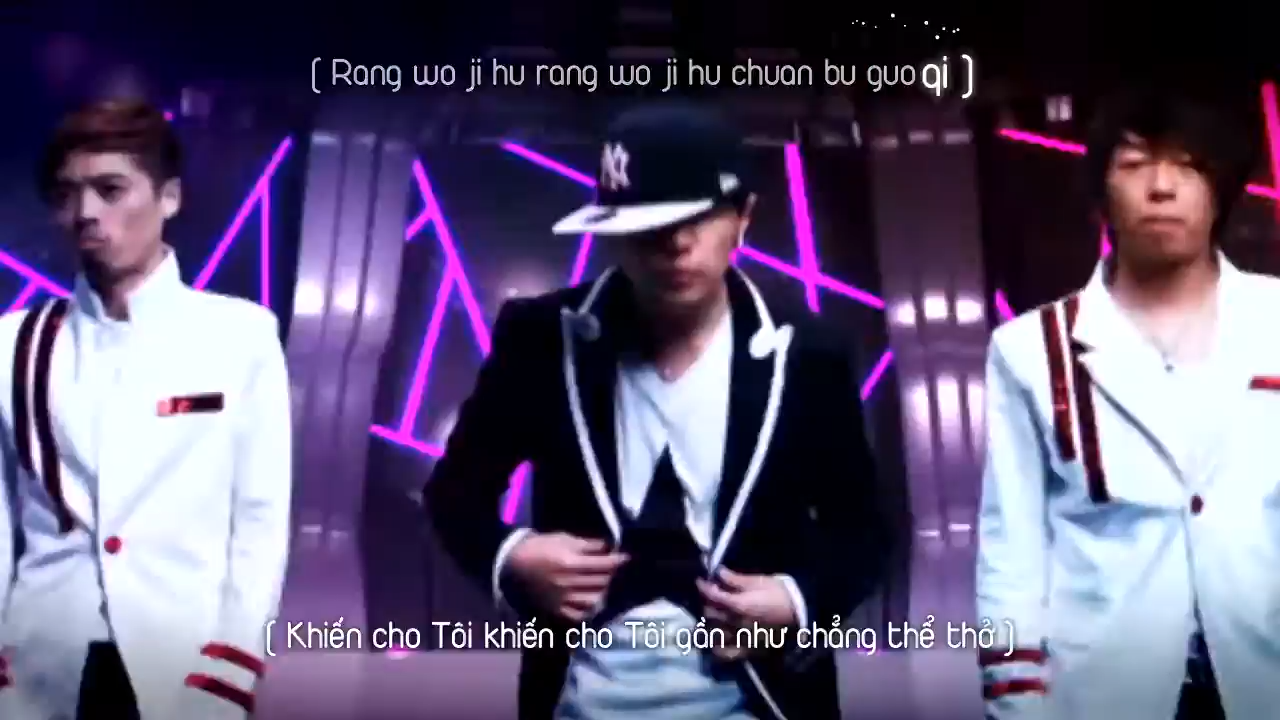 ( Rang wo ji hu rang wo ji hu chuan bu guo qi )
NY
( Khiến cho Tôi khiến cho Tôi gần như chẳng thể thở )